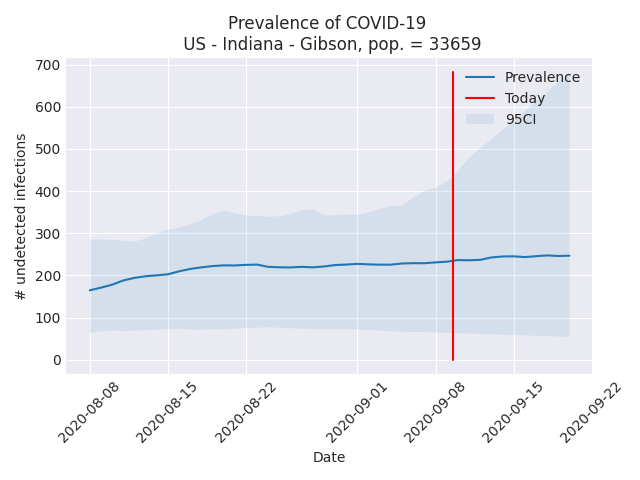 Prevalence of COVID-19
US - Indiana - Gibson, pop. = 33659
# undetected infections
700
600
500
400
300
200
100
0
Prevalence
Today
95CI
2020-08-08
2020-08-15
2020-08-22
2020-09-01
2020-09-08
2020-09-15
2020-09-22
Date